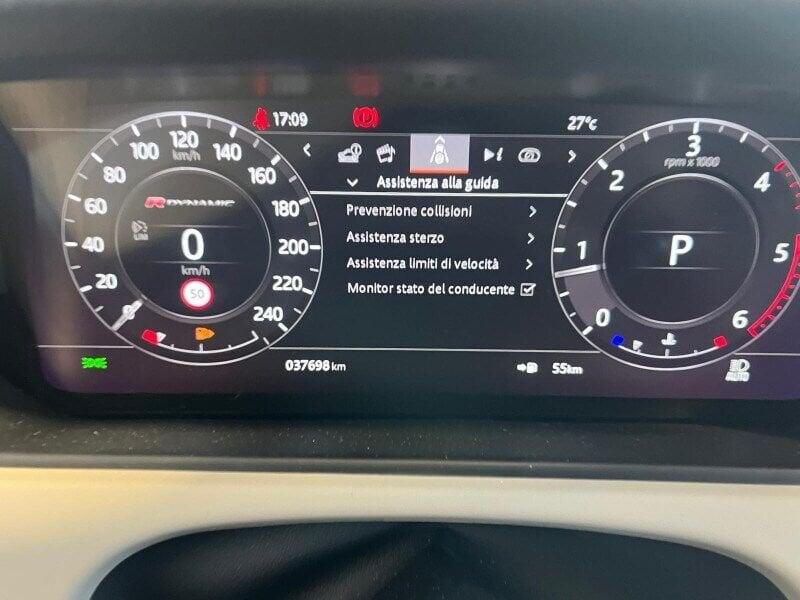 17:09
27°C
Assistenza alla guida
Prevenzione collisioni
Assistenza sterzo
Assistenza limiti di velocità
Monitor stato del conducente
0 20 40 60 80 100 120 140 160 180 200 220 240
km/h
R-DYNAMIC
LIM
0
km/h
50
0 1 2 3 4 5 6
rpm x 1000
P
037698 km
55km
AUTO